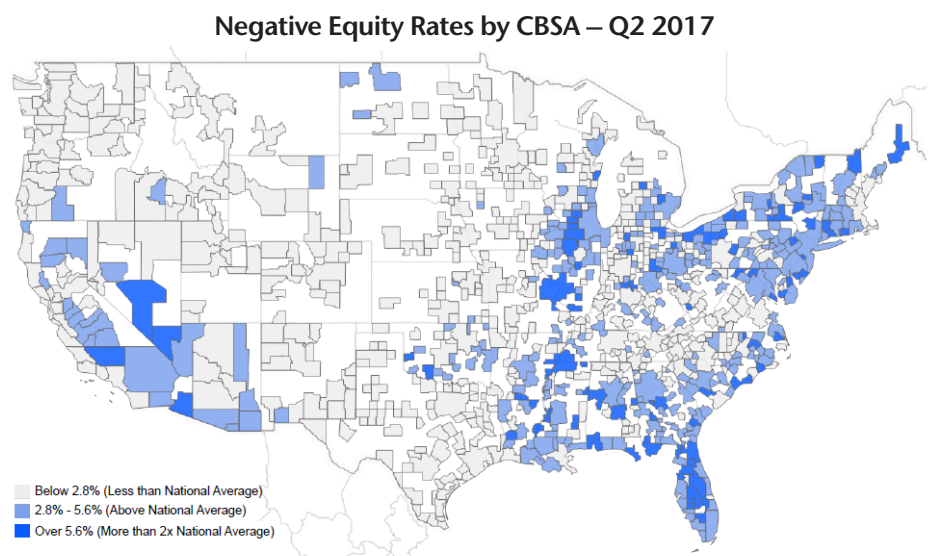 Negative Equity Rates by CBSA – Q2 2017
Below 2.8% (Less than National Average)
2.8% - 5.6% (Above National Average)
Over 5.6% (More than 2x National Average)